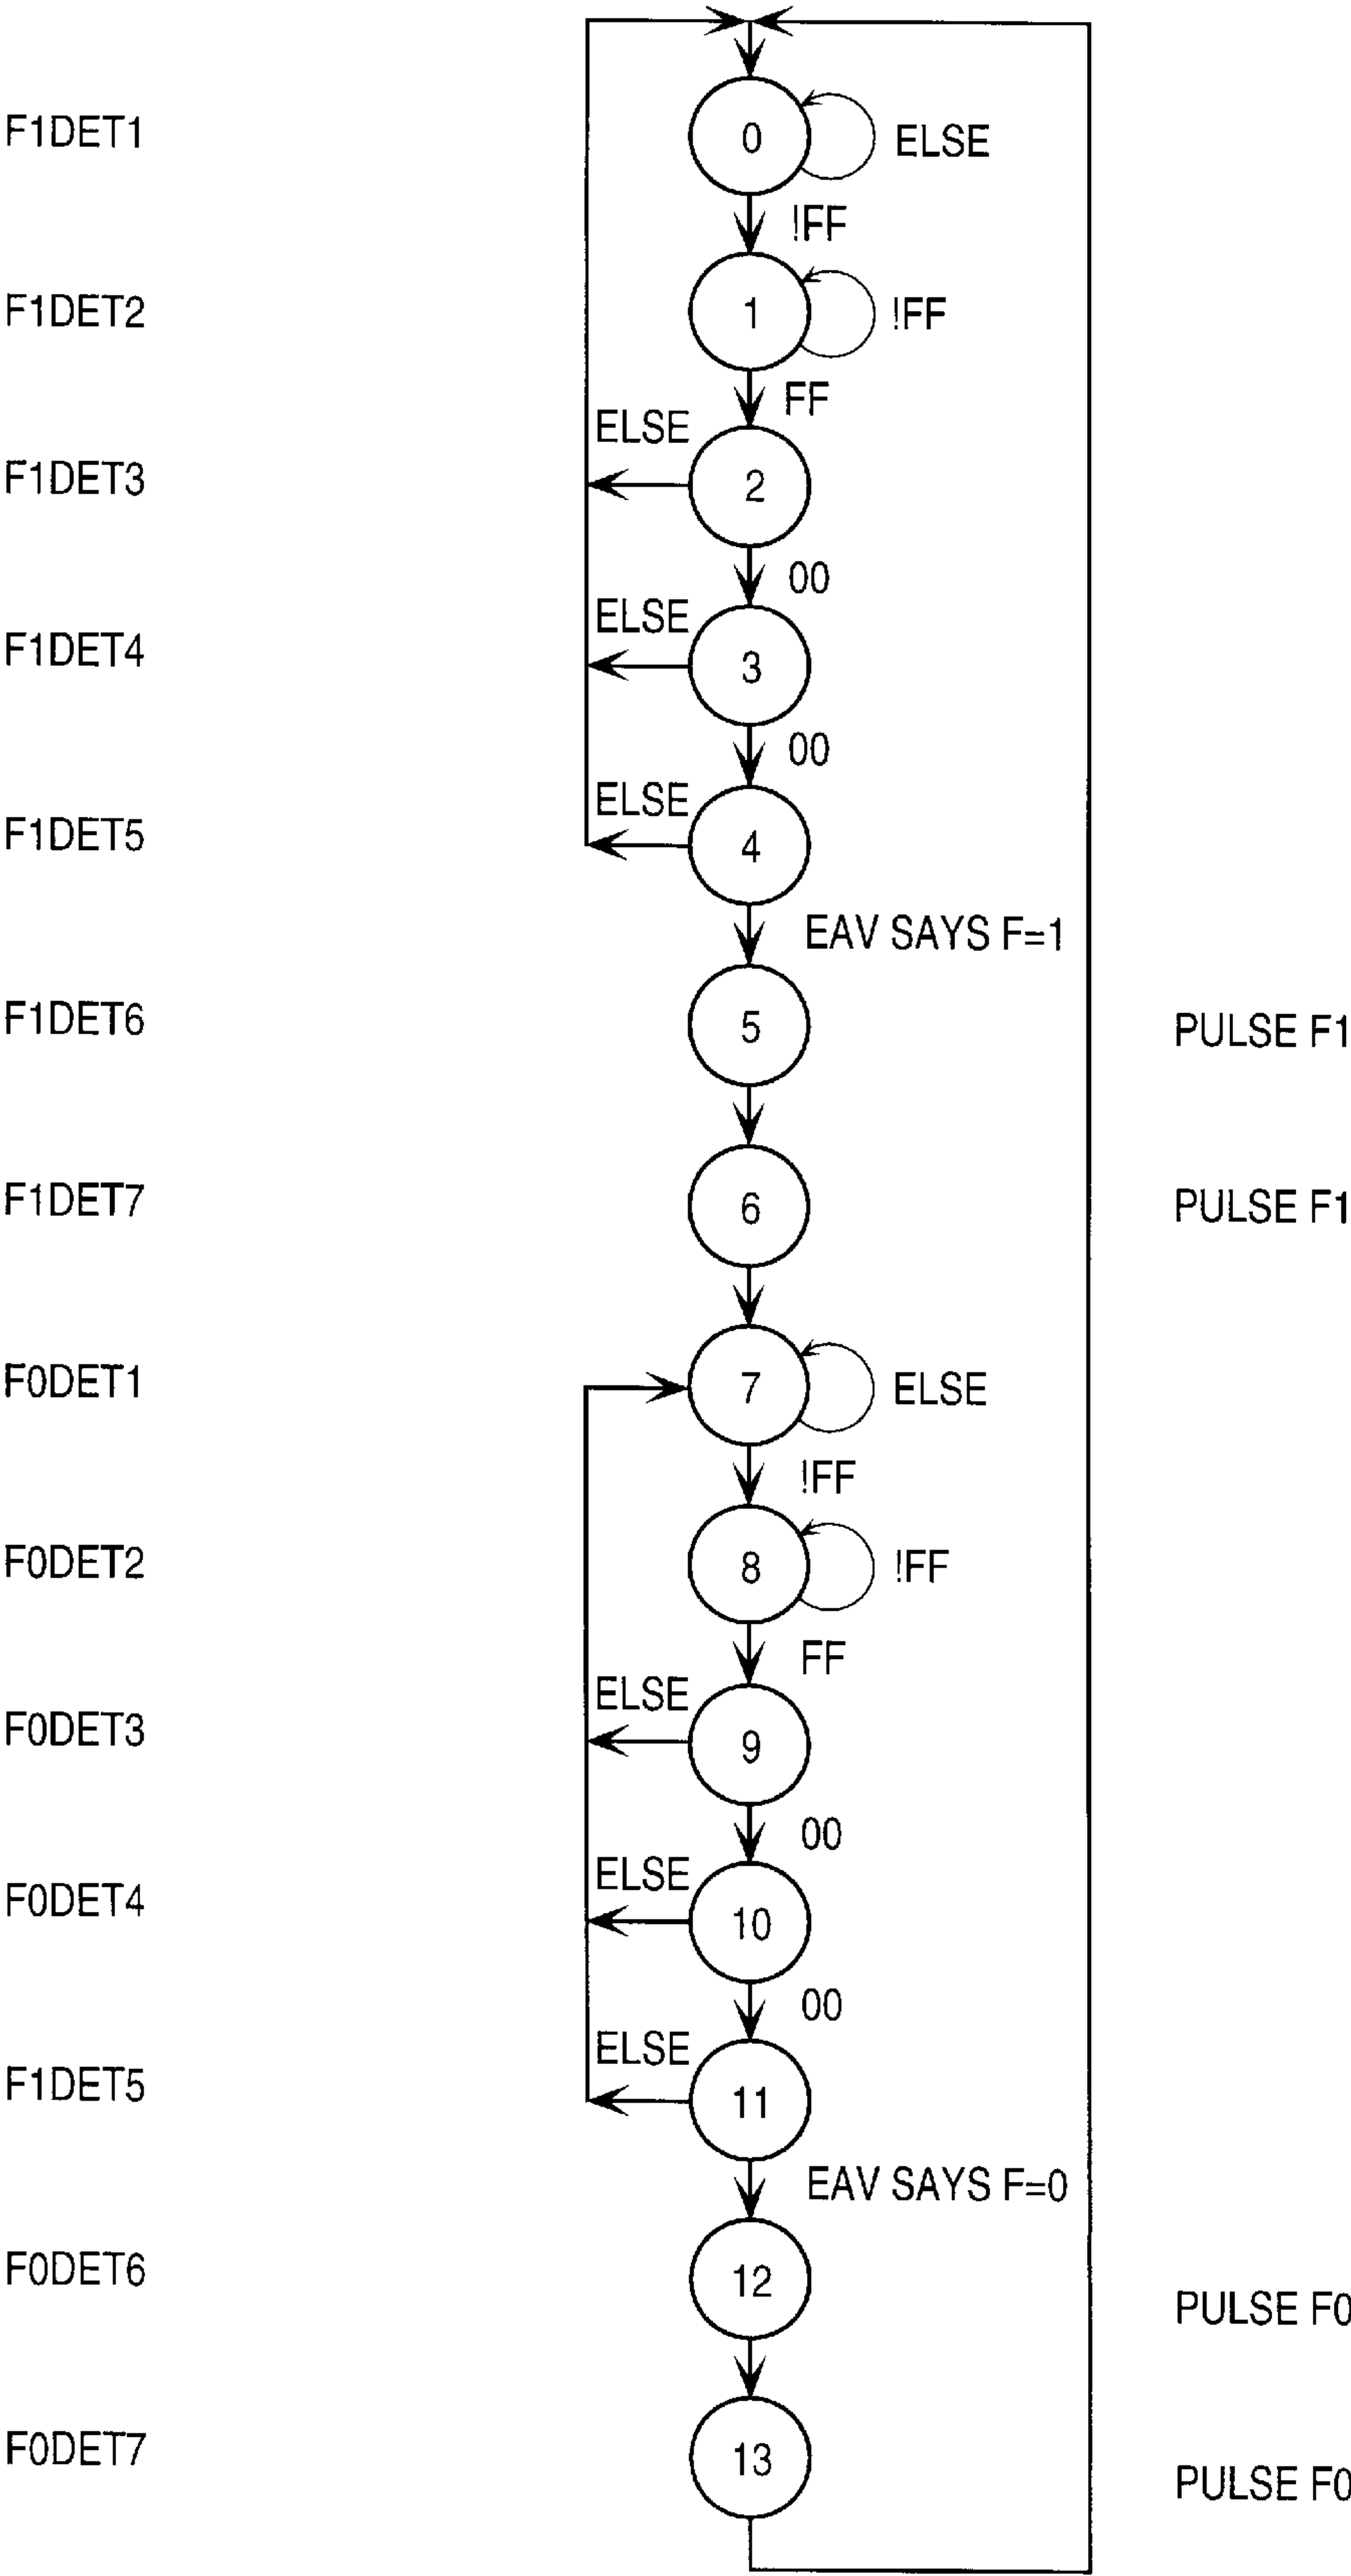 F1DET1
0
ELSE
!FF
F1DET2
1
!FF
FF
ELSE
F1DET3
2
00
ELSE
F1DET4
3
00
ELSE
F1DET5
4
EAV SAYS F=1
F1DET6
5
PULSE F1
F1DET7
6
PULSE F1
F0DET1
7
ELSE
!FF
F0DET2
8
!FF
FF
ELSE
F0DET3
9
00
ELSE
F0DET4
10
00
ELSE
F1DET5
11
EAV SAYS F=0
F0DET6
12
PULSE F0
F0DET7
13
PULSE F0